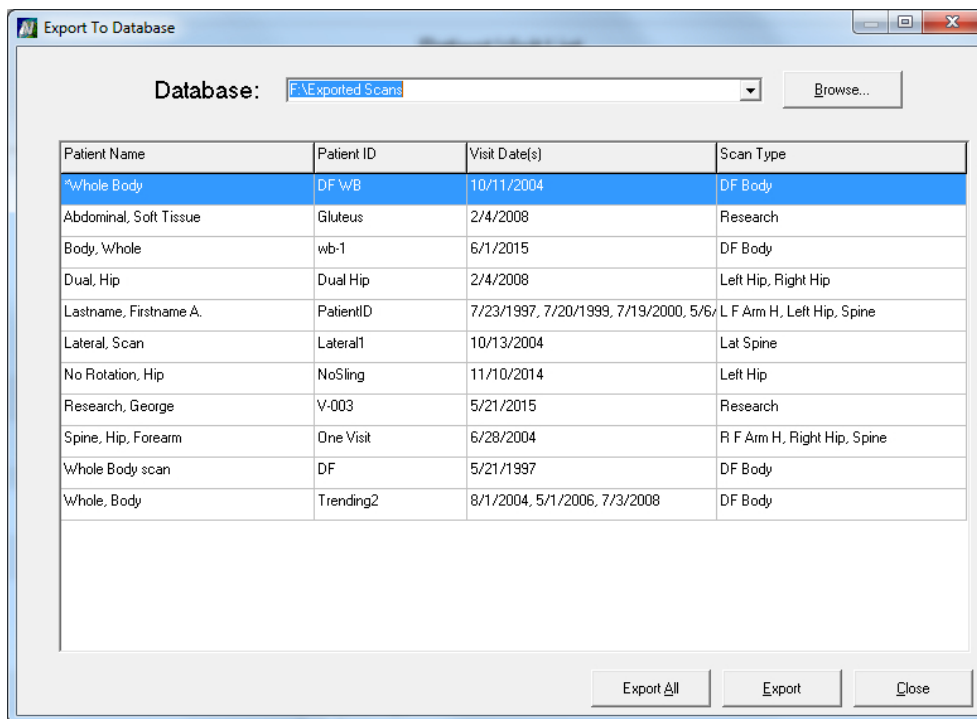 Export To Database
Database: F:\Exported Scans Browse...
Patient Name Patient ID Visit Date(s) Scan Type
*Whole Body DF WB 10/11/2004 DF Body
Abdominal, Soft Tissue Gluteus 2/4/2008 Research
Body, Whole wb-1 6/1/2015 DF Body
Dual, Hip Dual Hip 2/4/2008 Left Hip, Right Hip
Lastname, Firstname A. PatientID 7/23/1997, 7/20/1999, 7/19/2000, 5/6/ L F Arm H, Left Hip, Spine
Lateral, Scan Lateral1 10/13/2004 Lat Spine
No Rotation, Hip NoSling 11/10/2014 Left Hip
Research, George V-003 5/21/2015 Research
Spine, Hip, Forearm One Visit 6/28/2004 R F Arm H, Right Hip, Spine
Whole Body scan DF 5/21/1997 DF Body
Whole, Body Trending2 8/1/2004, 5/1/2006, 7/3/2008 DF Body
Export All Export Close